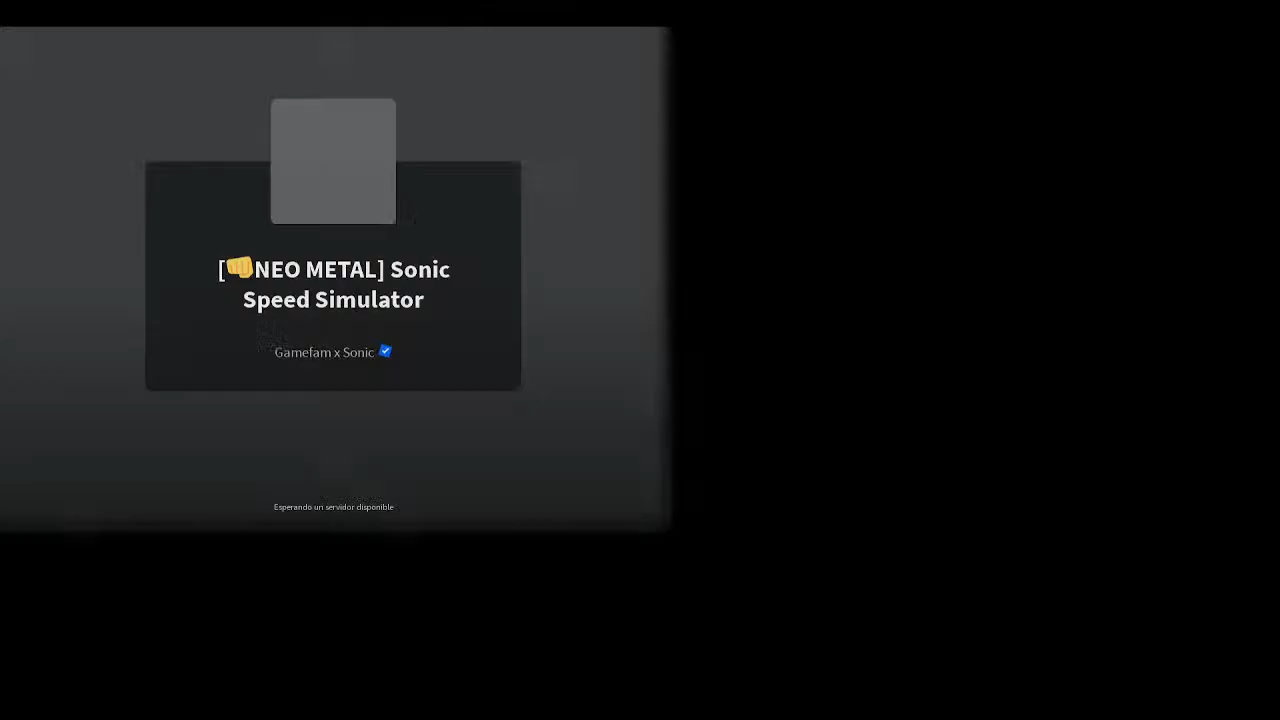 [👊NEO METAL] Sonic
Speed Simulator
Gamefam x Sonic
Esperando un servidor disponible